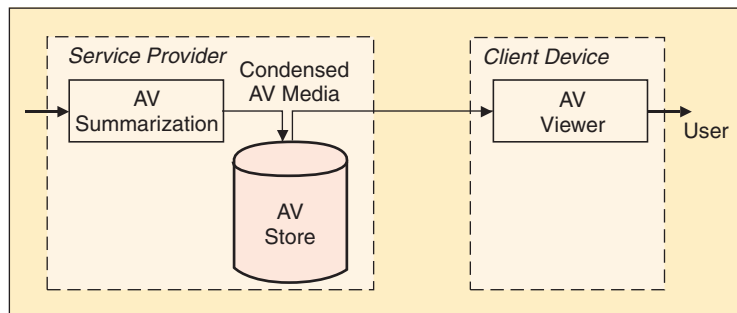 Service Provider
Condensed
AV Media
AV
Summarization
AV
Store
Client Device
AV
Viewer
User